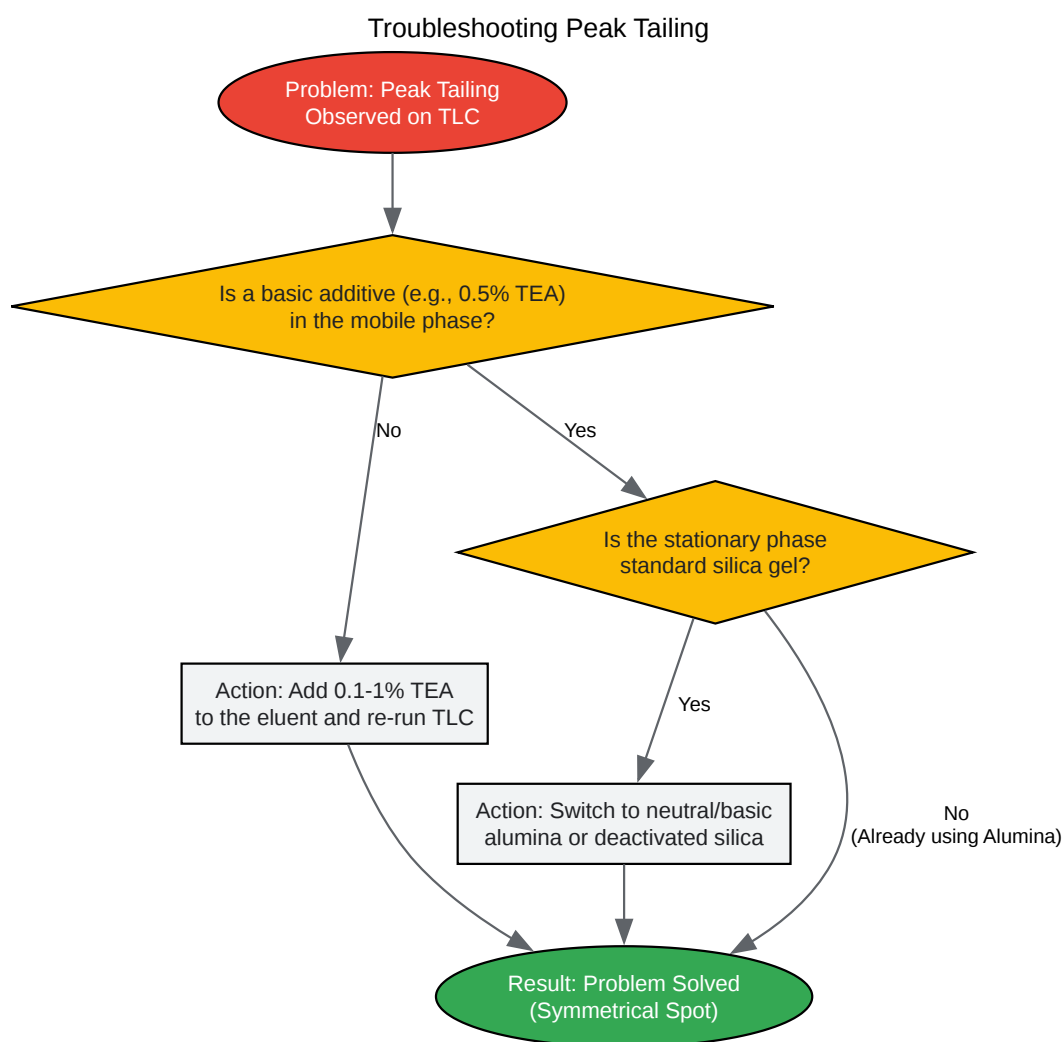 Troubleshooting Peak Tailing
Problem: Peak Tailing
Observed on TLC
Is a basic additive (e.g., 0.5% TEA)
in the mobile phase?
No
Yes
Is the stationary phase
standard silica gel?
Action: Add 0.1-1% TEA
to the eluent and re-run TLC
Yes
Action: Switch to neutral/basic
alumina or deactivated silica
No
(Already using Alumina)
Result: Problem Solved
(Symmetrical Spot)